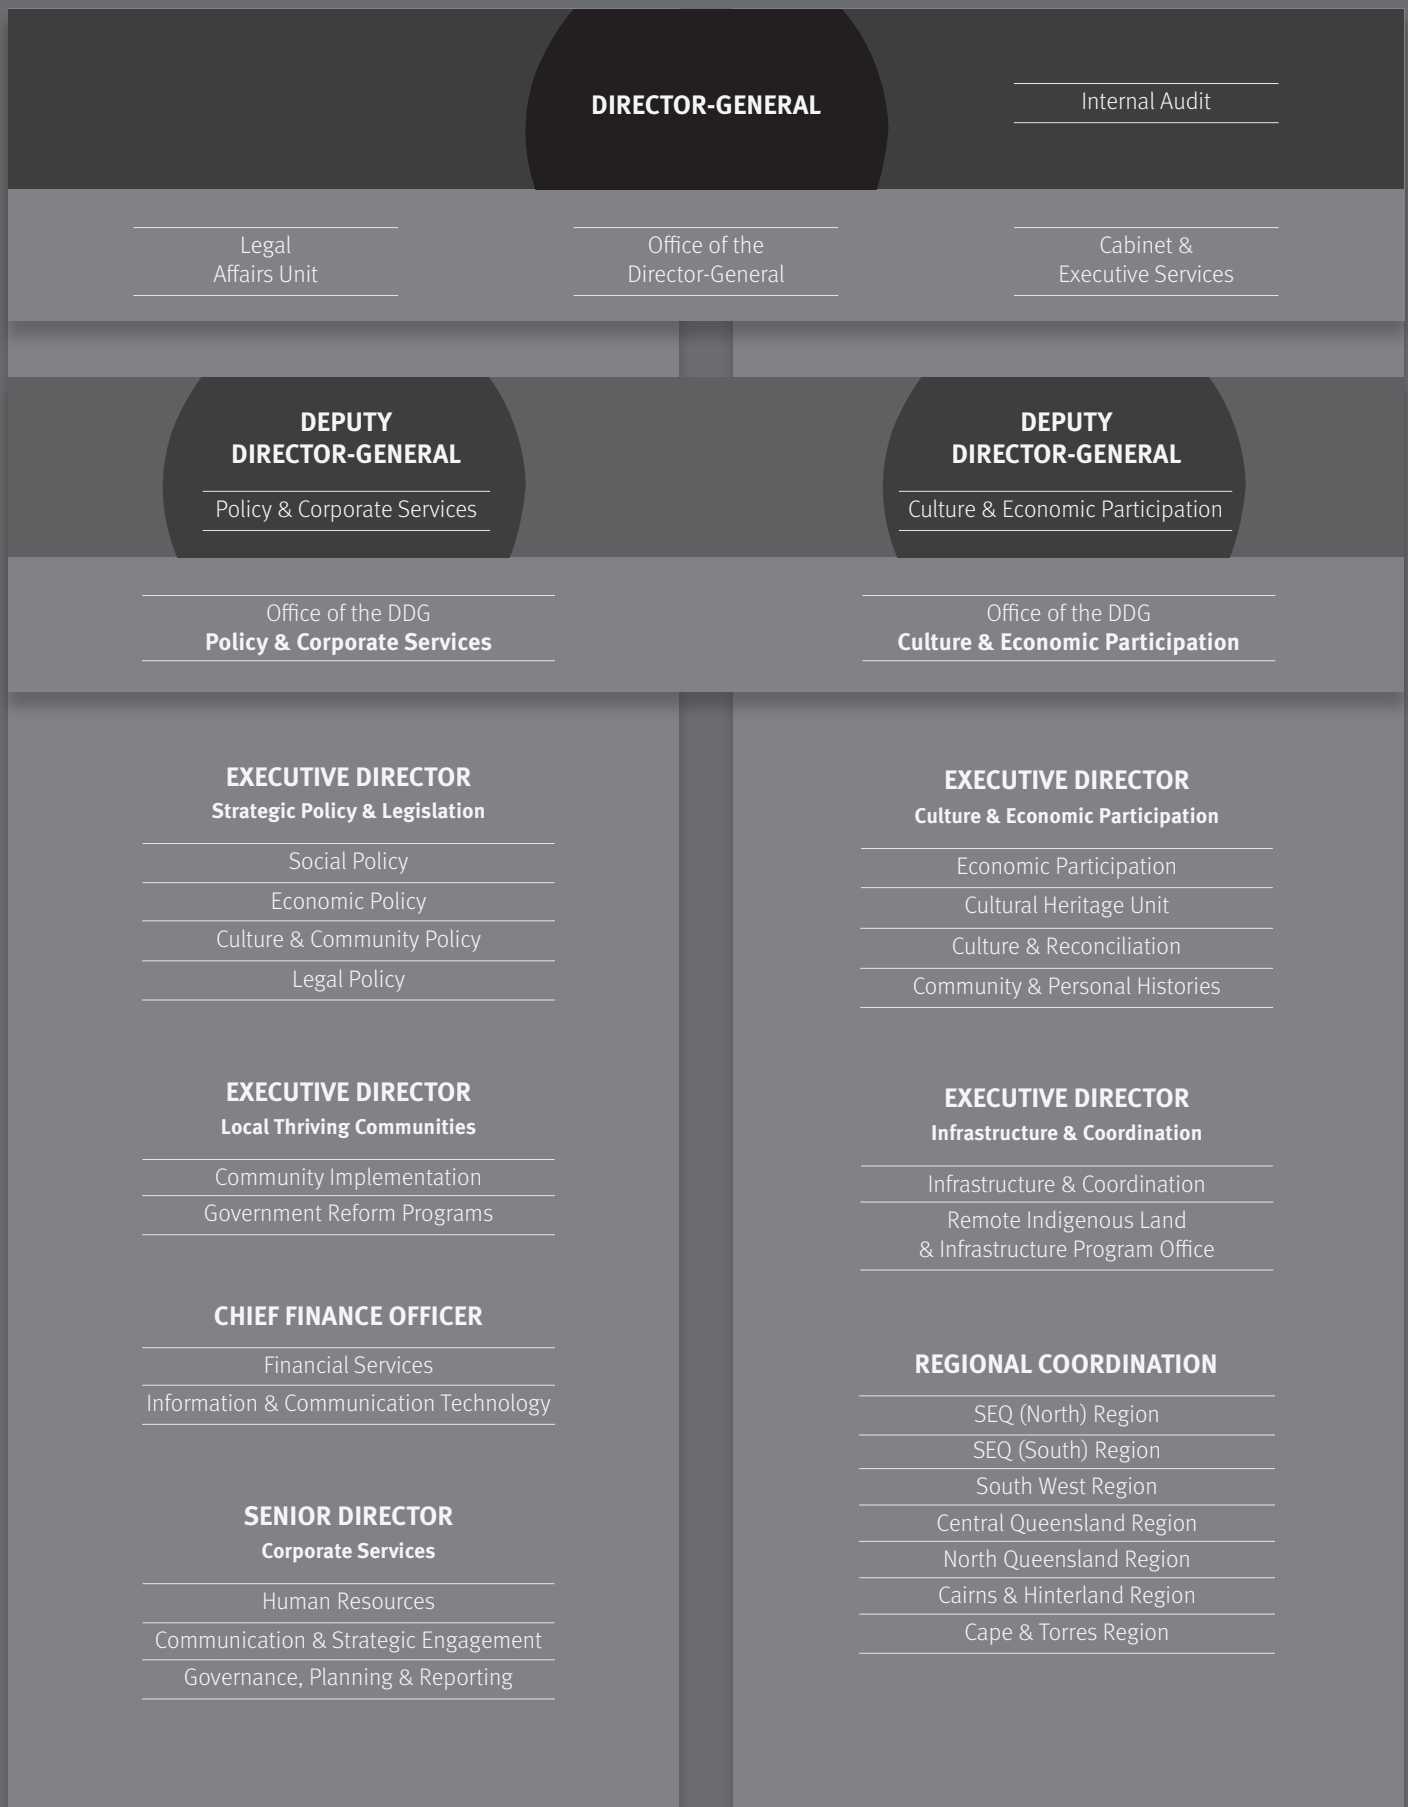 DIRECTOR-GENERAL
Internal Audit
Legal
Affairs Unit
Office of the
Director-General
Cabinet &
Executive Services
DEPUTY
DIRECTOR-GENERAL
Policy & Corporate Services
Office of the DDG
Policy & Corporate Services
EXECUTIVE DIRECTOR
Strategic Policy & Legislation
Social Policy
Economic Policy
Culture & Community Policy
Legal Policy
EXECUTIVE DIRECTOR
Local Thriving Communities
Community Implementation
Government Reform Programs
CHIEF FINANCE OFFICER
Financial Services
Information & Communication Technology
SENIOR DIRECTOR
Corporate Services
Human Resources
Communication & Strategic Engagement
Governance, Planning & Reporting
DEPUTY
DIRECTOR-GENERAL
Culture & Economic Participation
Office of the DDG
Culture & Economic Participation
EXECUTIVE DIRECTOR
Culture & Economic Participation
Economic Participation
Cultural Heritage Unit
Culture & Reconciliation
Community & Personal Histories
EXECUTIVE DIRECTOR
Infrastructure & Coordination
Infrastructure & Coordination
Remote Indigenous Land
& Infrastructure Program Office
REGIONAL COORDINATION
SEQ (North) Region
SEQ (South) Region
South West Region
Central Queensland Region
North Queensland Region
Cairns & Hinterland Region
Cape & Torres Region